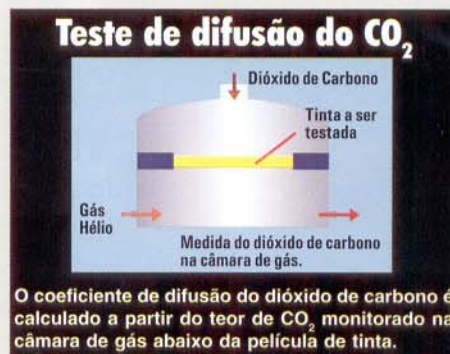 Teste de difusão do CO₂
Dióxido de Carbono
Tinta a ser
testada
Gás
Hélio
Medida do dióxido de carbono
na câmara de gás.
O coeficiente de difusão do dióxido de carbono é
calculado a partir do teor de CO₂ monitorado na
câmara de gás abaixo da película de tinta.